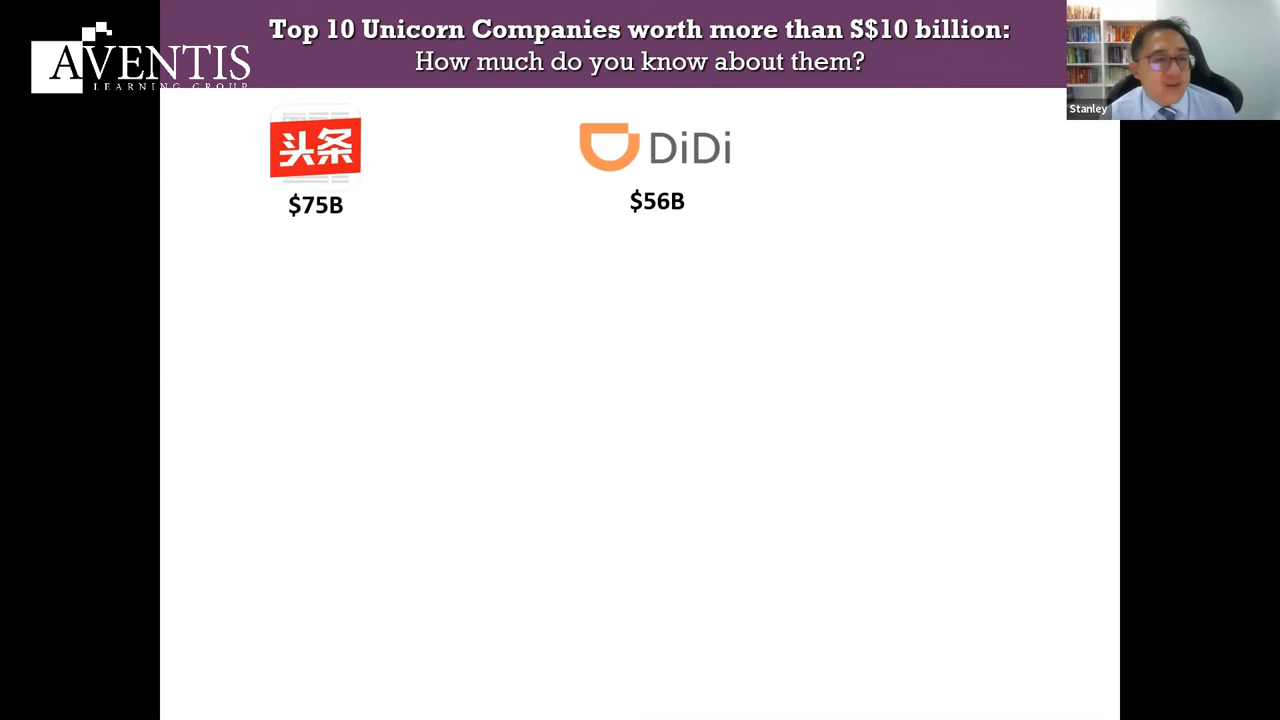 AVENTIS
LEARNING GROUP
Top 10 Unicorn Companies worth more than S$10 billion:
How much do you know about them?
Stanley
头条
$75B
DiDi
$56B